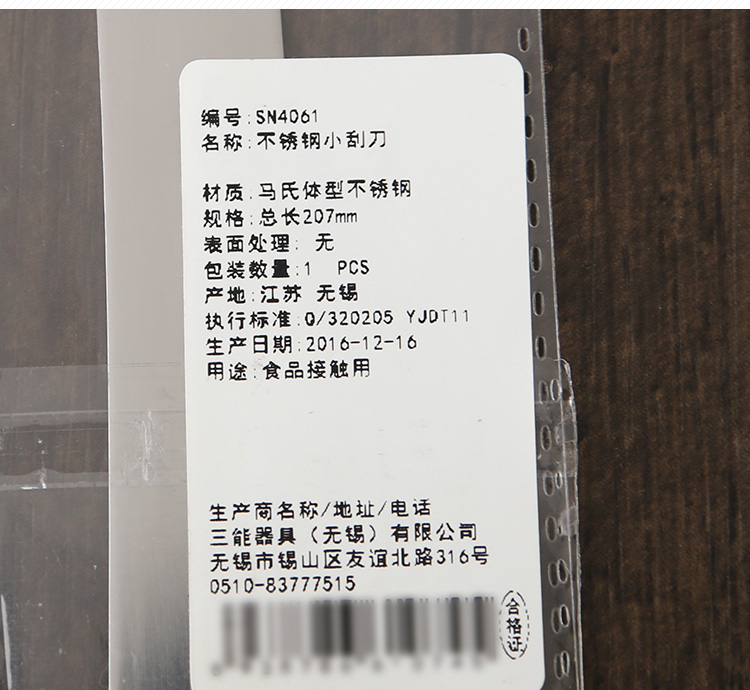 编号:SN4061
名称:不锈钢小刮刀
材质:马氏体型不锈钢
规格:总长207mm
表面处理: 无
包装数量:1 PCS
产地:江苏 无锡
执行标准:Q/320205 YJDT11
生产日期:2016-12-16
用途:食品接触用
生产商名称/地址/电话
三能器具(无锡)有限公司
无锡市锡山区友谊北路316号
0510-83777515
合格证